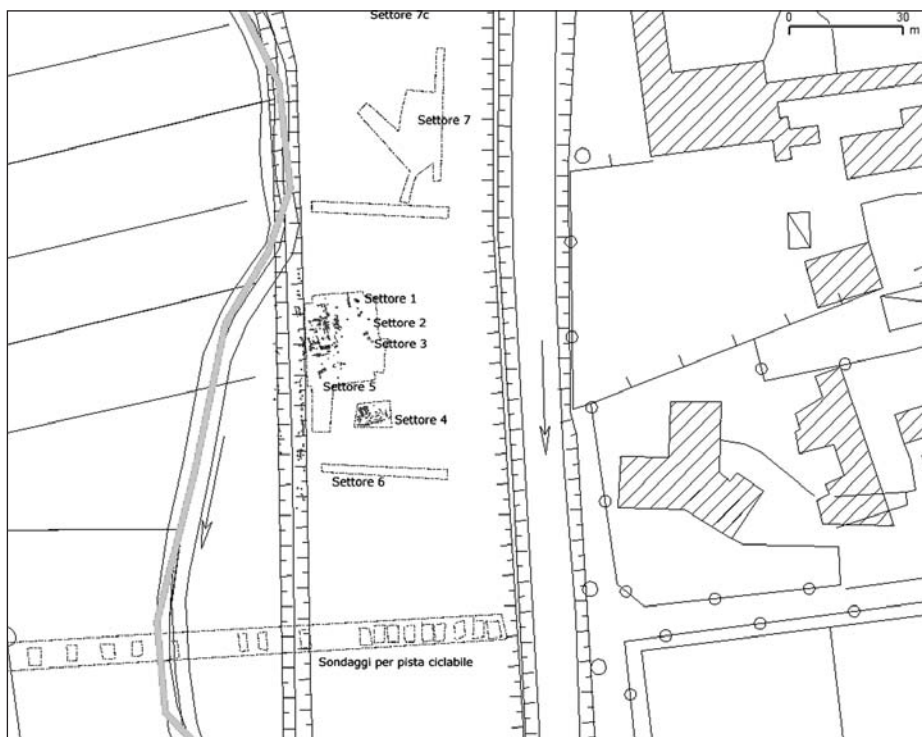 Settore 7c
0 30
m
Settore 7
Settore 1
Settore 2
Settore 3
Settore 5
Settore 4
Settore 6
Sondaggi per pista ciclabile